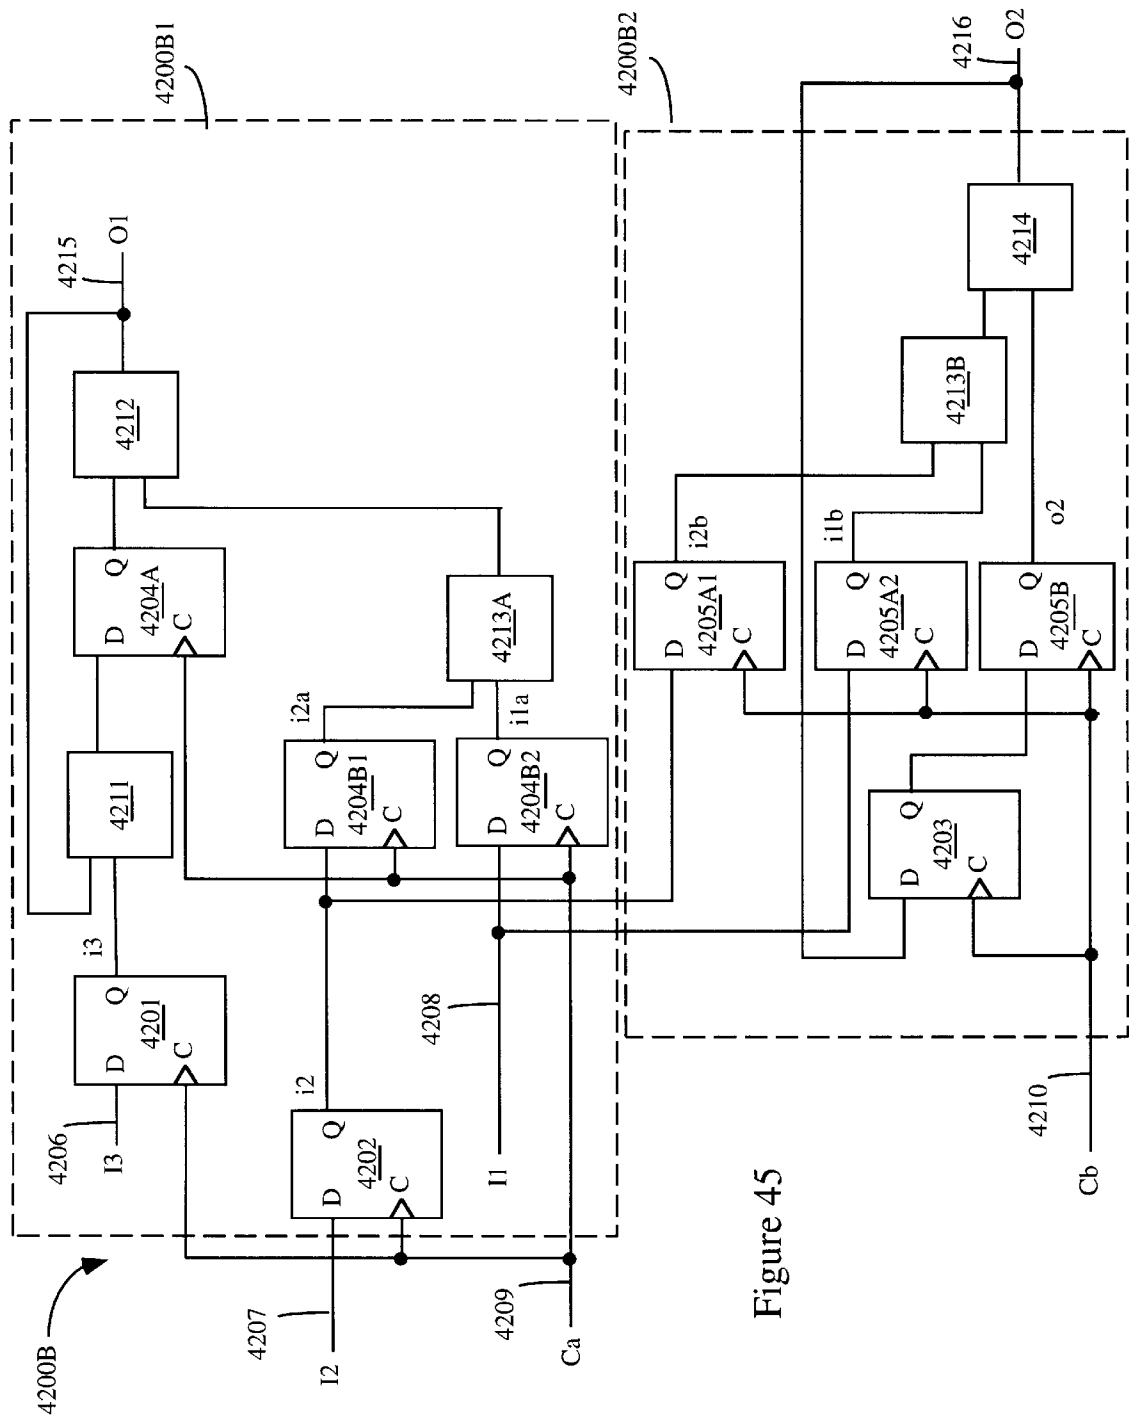 4200B
4200B1
4200B2
I3
4206
D
Q
4201
C
i3
4211
D
Q
4204A
C
4212
4215
O1
I2
4207
D
Q
4202
C
i2
D
Q
4204B1
C
i2a
I1
4208
D
Q
4204B2
C
i1a
4213A
Ca
4209
D
Q
4205A1
C
i2b
D
Q
4205A2
C
i1b
4213B
D
Q
4203
C
D
Q
4205B
C
o2
4214
4216
O2
Cb
4210
Figure 45